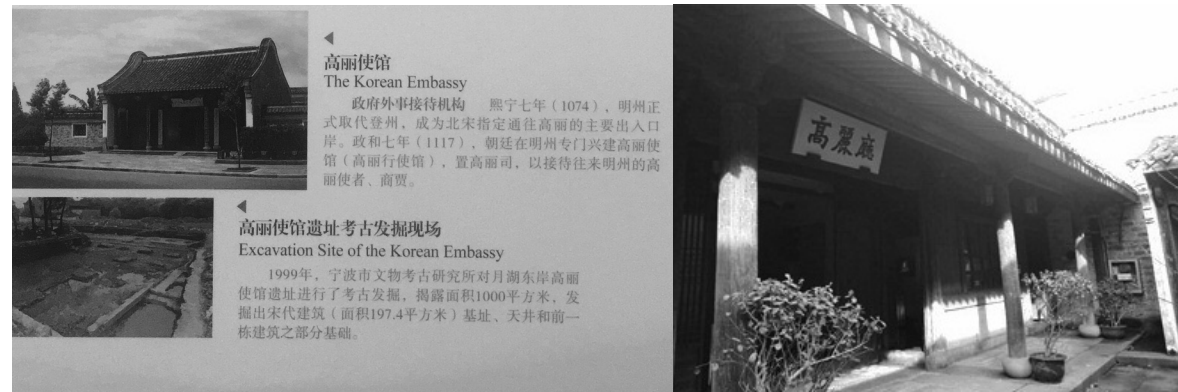 高丽使馆
The Korean Embassy
政府外事接待机构 熙宁七年（1074），明州正
式取代登州，成为北宋指定通往高丽的主要出入口
岸。政和七年（1117），朝廷在明州专门兴建高丽使
馆（高丽行使馆），置高丽司，以接待往来明州的高
丽使者、商贾。
高丽使馆遗址考古发掘现场
Excavation Site of the Korean Embassy
1999年，宁波市文物考古研究所对月湖东岸高丽
使馆遗址进行了考古发掘，揭露面积1000平方米，发
掘出宋代建筑（面积197.4平方米）基址、天井和前一
栋建筑之部分基础。
高麗廳